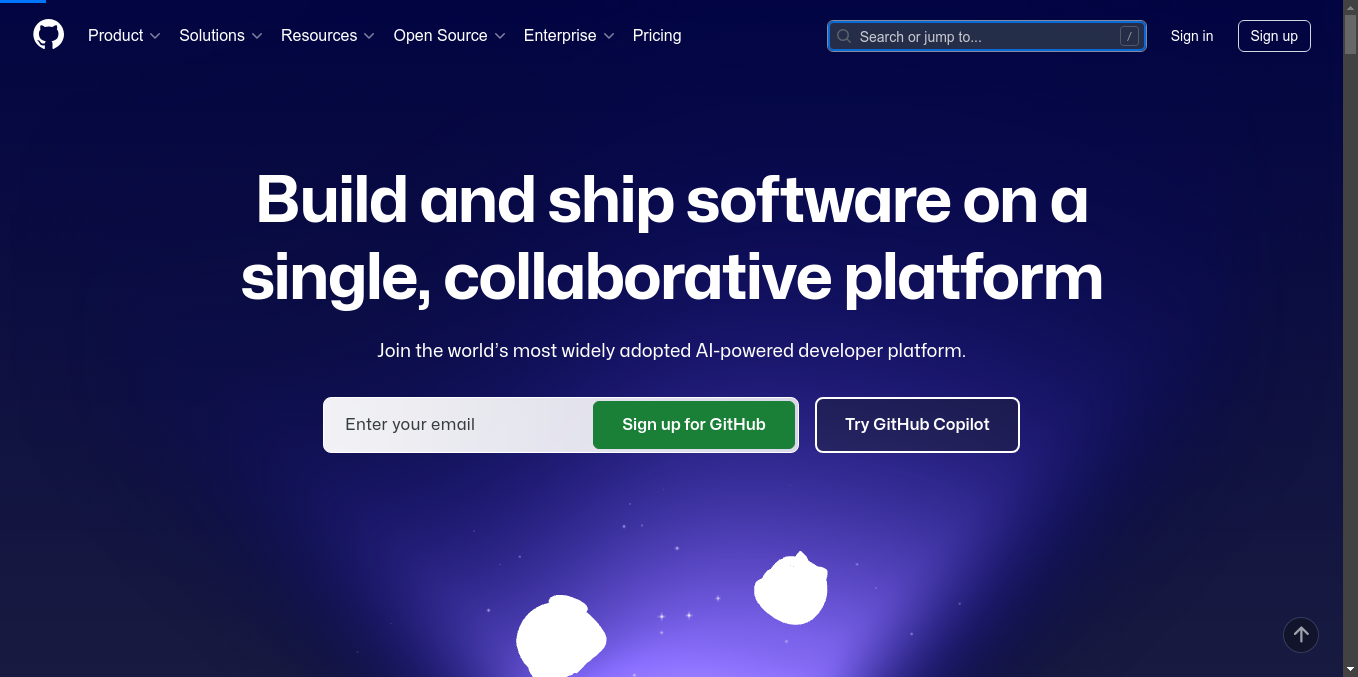 Product Solutions Resources Open Source Enterprise Pricing Search or jump to... / Sign in Sign up
Build and ship software on a
single, collaborative platform
Join the world's most widely adopted AI-powered developer platform.
Enter your email Sign up for GitHub Try GitHub Copilot